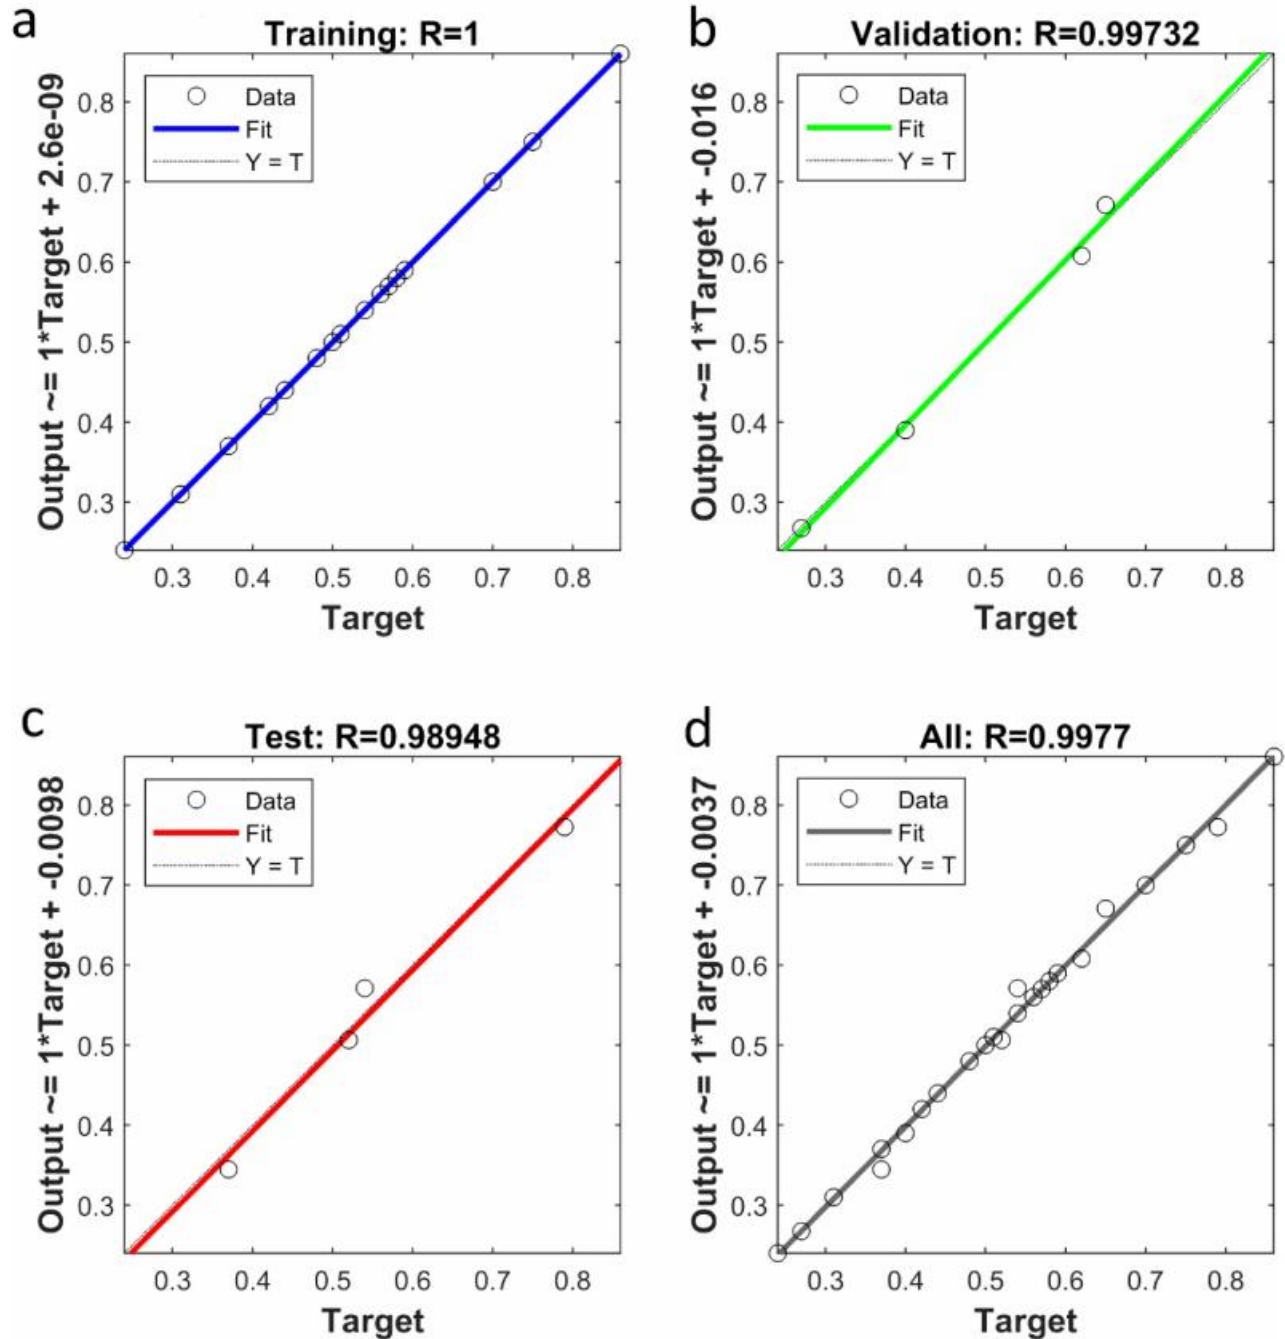 a
Training: R=1
Output ~= 1*Target + 2.6e-09
Data
Fit
Y = T
0.8
0.7
0.6
0.5
0.4
0.3
0.3 0.4 0.5 0.6 0.7 0.8
Target
b
Validation: R=0.99732
Output ~= 1*Target + -0.016
Data
Fit
Y = T
0.8
0.7
0.6
0.5
0.4
0.3
0.3 0.4 0.5 0.6 0.7 0.8
Target
c
Test: R=0.98948
Output ~= 1*Target + -0.0098
Data
Fit
Y = T
0.8
0.7
0.6
0.5
0.4
0.3
0.3 0.4 0.5 0.6 0.7 0.8
Target
d
All: R=0.9977
Output ~= 1*Target + -0.0037
Data
Fit
Y = T
0.8
0.7
0.6
0.5
0.4
0.3
0.3 0.4 0.5 0.6 0.7 0.8
Target